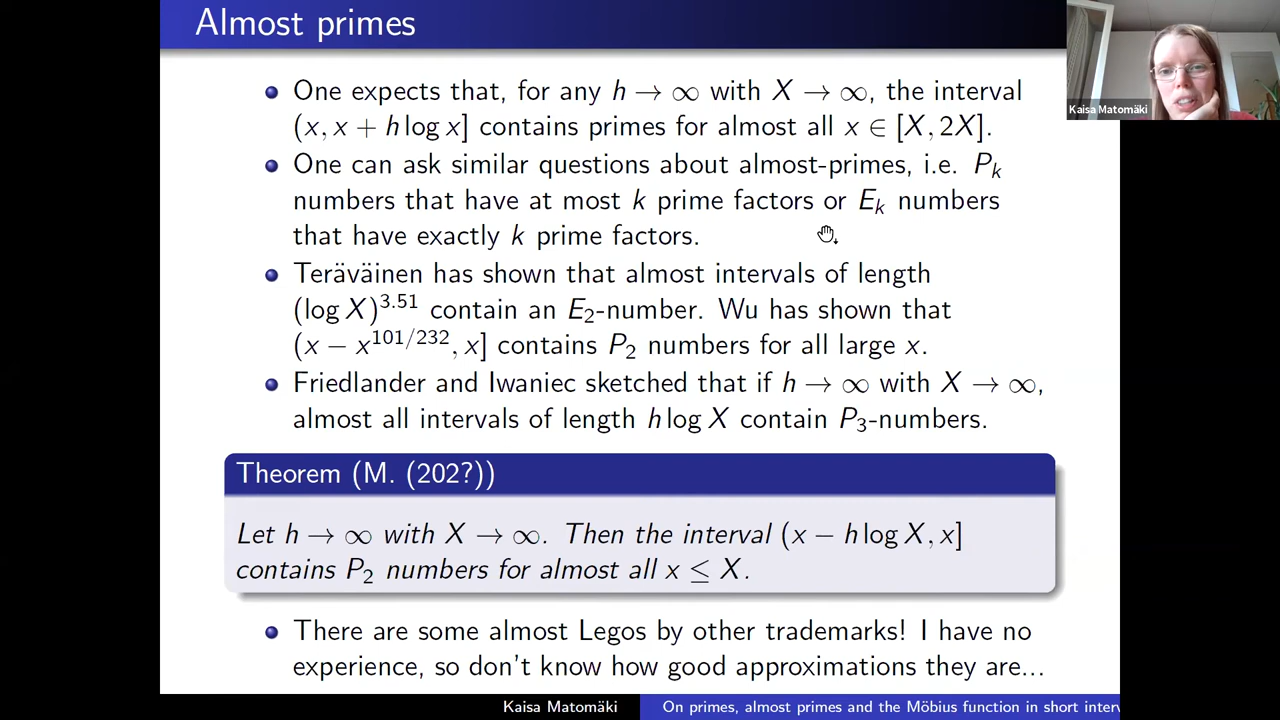 Almost primes
Kaisa Matomäki
One expects that, for any h → ∞ with X → ∞, the interval
(x, x + h log x] contains primes for almost all x ∈ [X, 2X].
One can ask similar questions about almost-primes, i.e. Pₖ
numbers that have at most k prime factors or Eₖ numbers
that have exactly k prime factors.
Teräväinen has shown that almost intervals of length
(log X)^3.51 contain an E₂-number. Wu has shown that
(x − x^101/232, x] contains P₂ numbers for all large x.
Friedlander and Iwaniec sketched that if h → ∞ with X → ∞,
almost all intervals of length h log X contain P₃-numbers.
Theorem (M. (202?))
Let h → ∞ with X → ∞. Then the interval (x − h log X, x]
contains P₂ numbers for almost all x ≤ X.
There are some almost Legos by other trademarks! I have no
experience, so don't know how good approximations they are...
Kaisa Matomäki
On primes, almost primes and the Möbius function in short interv